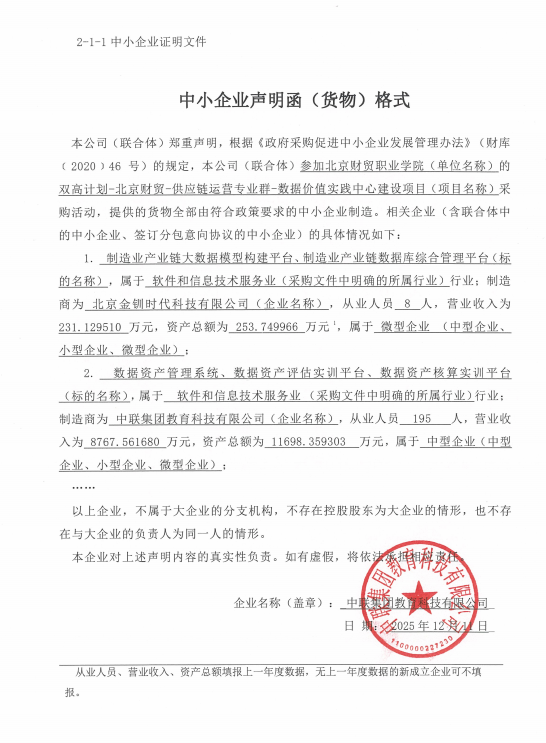 2-1-1 中小企业证明文件
中小企业声明函（货物）格式
本公司（联合体）郑重声明，根据《政府采购促进中小企业发展管理办法》（财库
﹝2020﹞46 号）的规定，本公司（联合体）参加北京财贸职业学院（单位名称）的
双高计划-北京财贸-供应链运营专业群-数据价值实践中心建设项目（项目名称）采
购活动，提供的货物全部由符合政策要求的中小企业制造。相关企业（含联合体中
的中小企业、签订分包意向协议的中小企业）的具体情况如下：
1. 制造业产业链大数据模型构建平台、制造业产业链数据库综合管理平台（标
的名称），属于 软件和信息技术服务业（采购文件中明确的所属行业）行业；制造
商为 北京金钏时代科技有限公司（企业名称），从业人员 8 人，营业收入为
231.129510 万元，资产总额为 253.749966 万元¹，属于 微型企业 （中型企业、
小型企业、微型企业）；
2. 数据资产管理系统、数据资产评估实训平台、数据资产核算实训平台
（标的名称），属于 软件和信息技术服务业 （采购文件中明确的所属行业）行业；
制造商为 中联集团教育科技有限公司（企业名称），从业人员 195 人，营业收
入为 8767.561680 万元，资产总额为 11698.359303 万元，属于 中型企业（中型
企业、小型企业、微型企业）；
……
以上企业，不属于大企业的分支机构，不存在控股股东为大企业的情形，也不存
在与大企业的负责人为同一人的情形。
本企业对上述声明内容的真实性负责。如有虚假，将依法承担相应责任。
企业名称（盖章）： 中联集团教育科技有限公司
日 期： 2025 年 12 月 11 日
中联集团教育科技有限公司
1100000227230
从业人员、营业收入、资产总额填报上一年度数据，无上一年度数据的新成立企业可不填
报。